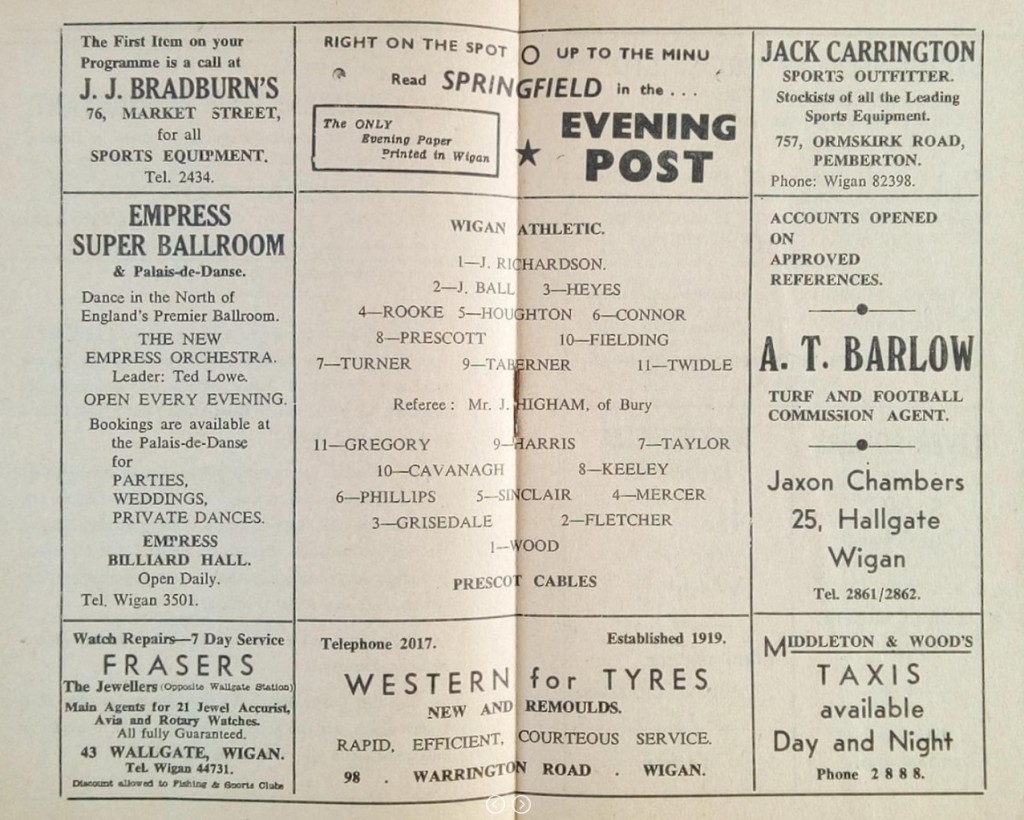 The First Item on your
Programme is a call at
J. J. BRADBURN'S
76, MARKET STREET,
for all
SPORTS EQUIPMENT.
Tel. 2434.
EMPRESS
SUPER BALLROOM
& Palais-de-Danse.
Dance in the North of
England's Premier Ballroom.
THE NEW
EMPRESS ORCHESTRA.
Leader: Ted Lowe.
OPEN EVERY EVENING.
Bookings are available at
the Palais-de-Danse
for
PARTIES,
WEDDINGS,
PRIVATE DANCES.
EMPRESS
BILLIARD HALL.
Open Daily.
Tel. Wigan 3501.
Watch Repairs—7 Day Service
FRASERS
The Jewellers (Opposite Wallgate Station)
Main Agents for 21 Jewel Accurist,
Avia and Rotary Watches.
All fully Guaranteed.
43 WALLGATE, WIGAN.
Tel. Wigan 44731.
Discount allowed to Fishing & Sports Clubs
RIGHT ON THE SPOT O UP TO THE MINU
Read SPRINGFIELD in the . . .
The ONLY
Evening Paper
Printed in Wigan
★ EVENING
POST
WIGAN ATHLETIC.
1—J. RICHARDSON.
2—J. BALL 3—HEYES
4—ROOKE 5—HOUGHTON 6—CONNOR
8—PRESCOTT 10—FIELDING
7—TURNER 9—TABERNER 11—TWIDLE
Referee: Mr. J. HIGHAM, of Bury
11—GREGORY 9—HARRIS 7—TAYLOR
10—CAVANAGH 8—KEELEY
6—PHILLIPS 5—SINCLAIR 4—MERCER
3—GRISEDALE 2—FLETCHER
1—WOOD
PRESCOT CABLES
Telephone 2017. Established 1919.
WESTERN for TYRES
NEW AND REMOULDS.
RAPID, EFFICIENT, COURTEOUS SERVICE.
98 . WARRINGTON ROAD . WIGAN.
JACK CARRINGTON
SPORTS OUTFITTER.
Stockists of all the Leading
Sports Equipment.
757, ORMSKIRK ROAD,
PEMBERTON.
Phone: Wigan 82398.
ACCOUNTS OPENED
ON
APPROVED
REFERENCES.
A. T. BARLOW
TURF AND FOOTBALL
COMMISSION AGENT.
Jaxon Chambers
25, Hallgate
Wigan
Tel. 2861/2862.
MIDDLETON & WOOD'S
TAXIS
available
Day and Night
Phone 2888.